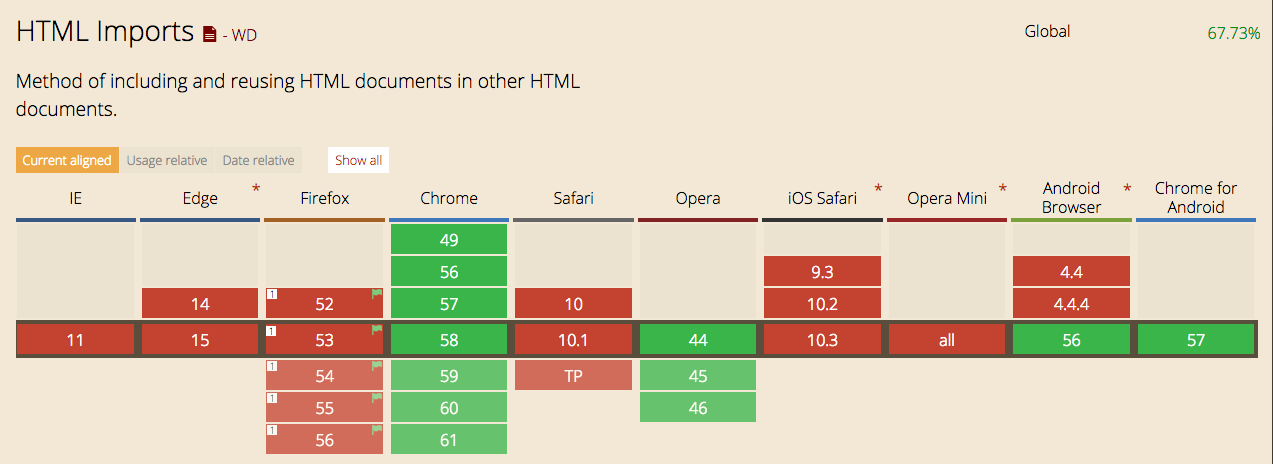 HTML Imports - WD Global 67.73%
Method of including and reusing HTML documents in other HTML
documents.
Current aligned Usage relative Date relative Show all
IE Edge * Firefox Chrome Safari Opera iOS Safari * Opera Mini * Android Browser * Chrome for Android
49
56 9.3 4.4
14 1 52 57 10 10.2 4.4.4
11 15 1 53 58 10.1 44 10.3 all 56 57
1 54 59 TP 45
1 55 60 46
1 56 61